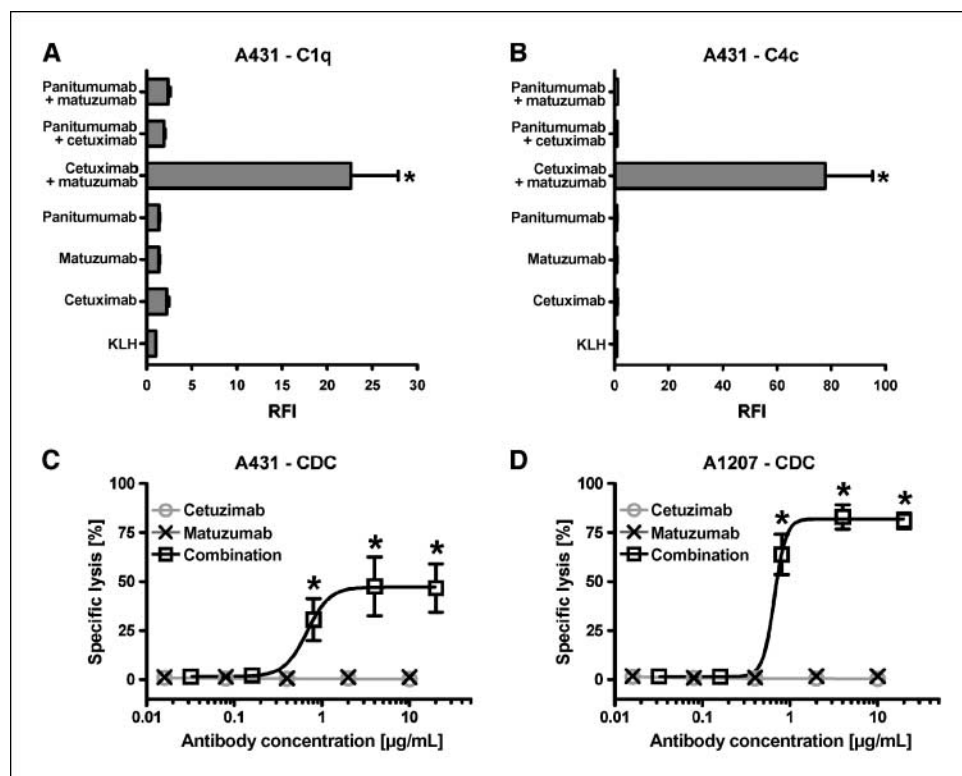 A
A431 - C1q
Panitumumab
+ matuzumab
Panitumumab
+ cetuximab
Cetuximab
+ matuzumab
Panitumumab
Matuzumab
Cetuximab
KLH
*
0 5 10 15 20 25 30
RFI
B
A431 - C4c
Panitumumab
+ matuzumab
Panitumumab
+ cetuximab
Cetuximab
+ matuzumab
Panitumumab
Matuzumab
Cetuximab
KLH
*
0 20 40 60 80 100
RFI
C
A431 - CDC
Specific lysis [%]
100
75
50
25
0
Cetuzimab
Matuzumab
Combination
* * *
0.01 0.1 1 10
Antibody concentration [µg/mL]
D
A1207 - CDC
Specific lysis [%]
100
75
50
25
0
Cetuzimab
Matuzumab
Combination
* * *
0.01 0.1 1 10
Antibody concentration [µg/mL]